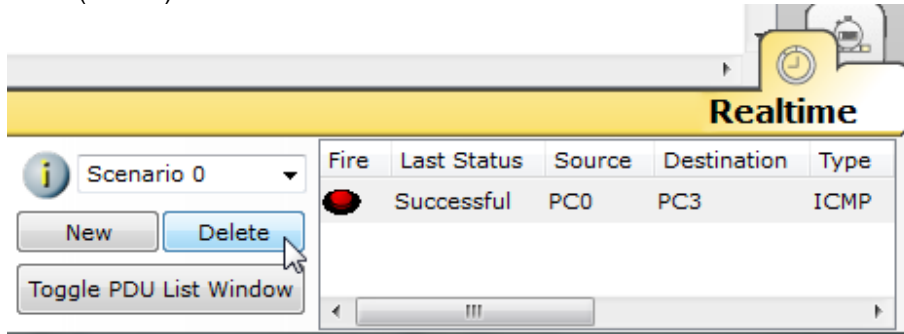 Realtime
i
Scenario 0
New Delete
Toggle PDU List Window
Fire Last Status Source Destination Type
Successful PC0 PC3 ICMP